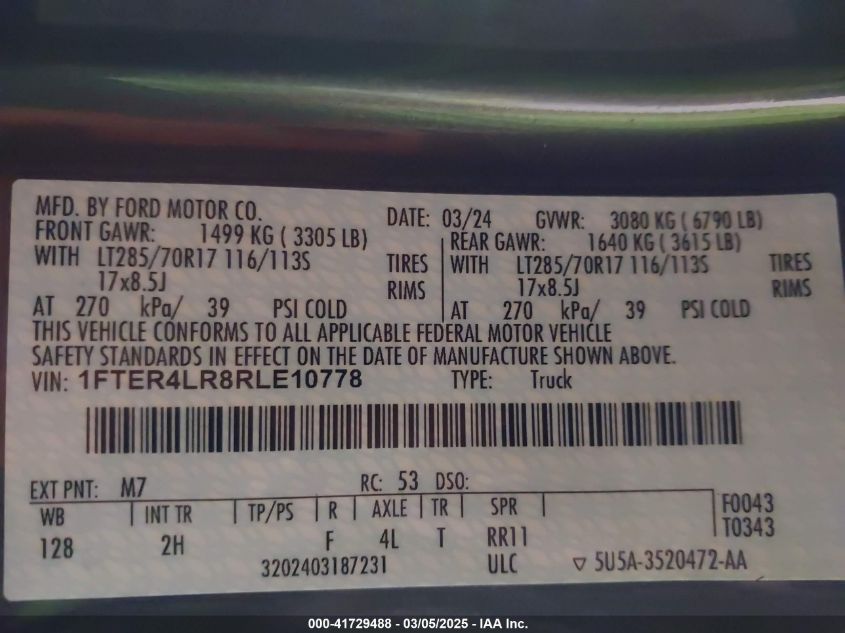 MFD. BY FORD MOTOR CO. DATE: 03/24 GVWR: 3080 KG ( 6790 LB)
FRONT GAWR: 1499 KG ( 3305 LB) REAR GAWR: 1640 KG ( 3615 LB)
WITH LT285/70R17 116/113S TIRES WITH LT285/70R17 116/113S TIRES
17x8.5J RIMS 17x8.5J RIMS
AT 270 kPa/ 39 PSI COLD AT 270 kPa/ 39 PSI COLD
THIS VEHICLE CONFORMS TO ALL APPLICABLE FEDERAL MOTOR VEHICLE
SAFETY STANDARDS IN EFFECT ON THE DATE OF MANUFACTURE SHOWN ABOVE.
VIN: 1FTER4LR8RLE10778 TYPE: Truck
EXT PNT: M7 RC: 53 DSO:
WB INT TR TP/PS R AXLE TR SPR F0043
128 2H F 4L T RR11 T0343
3202403187231 ULC ▽ 5U5A-3520472-AA
000-41729488 - 03/05/2025 - IAA Inc.